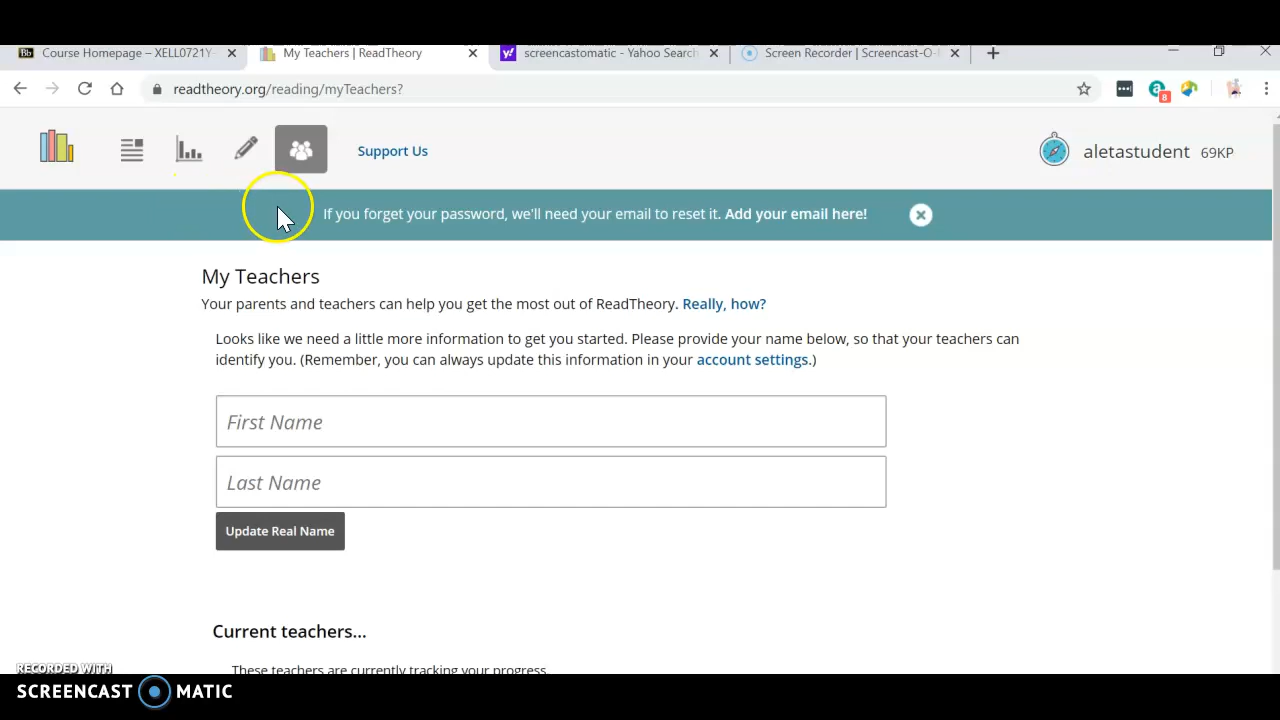 Course Homepage – XELL0721Y
My Teachers | ReadTheory
screencastomatic - Yahoo Search
Screen Recorder | Screencast-O-
readtheory.org/reading/myTeachers?
8
Support Us
aletastudent 69KP
If you forget your password, we'll need your email to reset it. Add your email here!
My Teachers
Your parents and teachers can help you get the most out of ReadTheory. Really, how?
Looks like we need a little more information to get you started. Please provide your name below, so that your teachers can
identify you. (Remember, you can always update this information in your account settings.)
First Name
Last Name
Update Real Name
Current teachers...
These teachers are currently tracking your progress.
RECORDED WITH
SCREENCAST MATIC